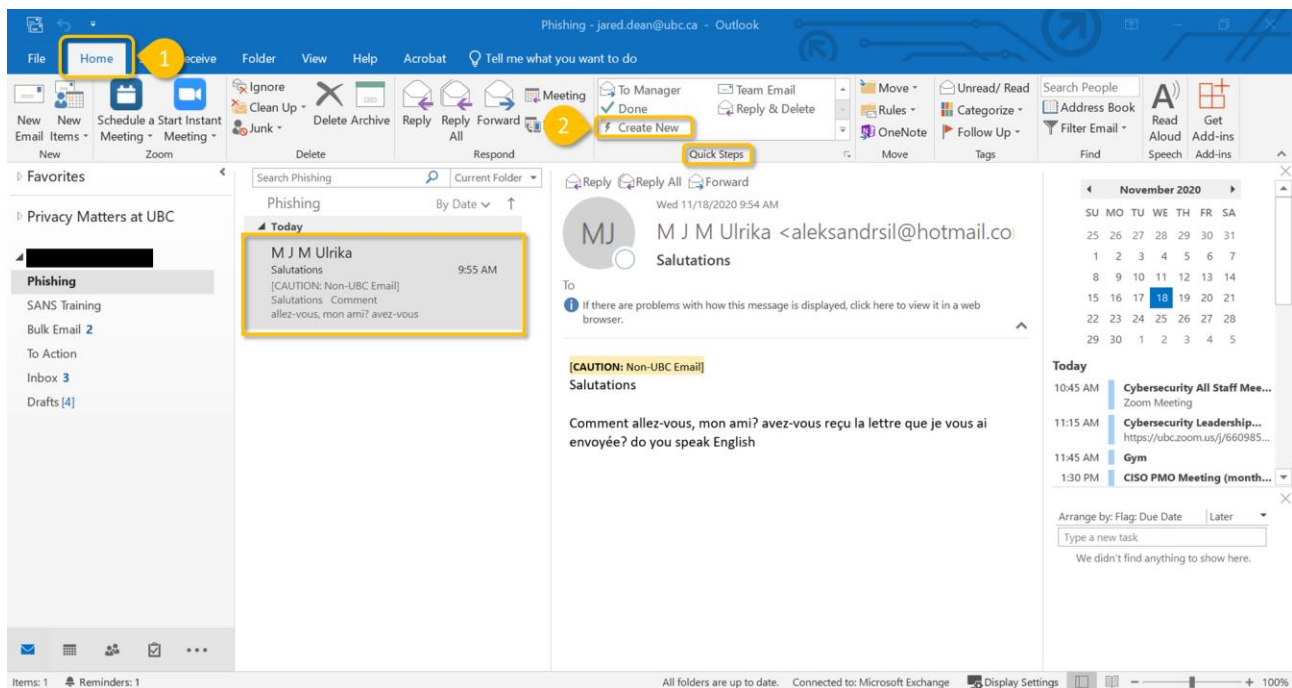 Phishing - jared.dean@ubc.ca - Outlook
File Home 1 eceive Folder View Help Acrobat Tell me what you want to do
New Email
New Items
Schedule a Meeting
Start Instant Meeting
Ignore
Clean Up
Junk
Delete Archive
Reply Reply All Forward
Meeting
2
To Manager Team Email
Done Reply & Delete
Create New
Move
Rules
OneNote
Unread/ Read
Categorize
Follow Up
Search People
Address Book
Filter Email
Read Aloud
Get Add-ins
New Zoom Delete Respond Quick Steps Move Tags Find Speech Add-ins
Favorites
Privacy Matters at UBC
Phishing
SANS Training
Bulk Email 2
To Action
Inbox 3
Drafts [4]
Search Phishing Current Folder
Phishing By Date
Today
M J M Ulrika
Salutations 9:55 AM
[CAUTION: Non-UBC Email]
Salutations Comment
allez-vous, mon ami? avez-vous
Reply Reply All Forward
Wed 11/18/2020 9:54 AM
MJ
M J M Ulrika <aleksandrsil@hotmail.co
Salutations
To
If there are problems with how this message is displayed, click here to view it in a web
browser.
[CAUTION: Non-UBC Email]
Salutations
Comment allez-vous, mon ami? avez-vous reçu la lettre que je vous ai
envoyée? do you speak English
November 2020
SU MO TU WE TH FR SA
25 26 27 28 29 30 31
1 2 3 4 5 6 7
8 9 10 11 12 13 14
15 16 17 18 19 20 21
22 23 24 25 26 27 28
29 30 1 2 3 4 5
Today
10:45 AM Cybersecurity All Staff Mee...
Zoom Meeting
11:15 AM Cybersecurity Leadership...
https://ubc.zoom.us/j/660985...
11:45 AM Gym
1:30 PM CISO PMO Meeting (month...
Arrange by: Flag: Due Date Later
Type a new task
We didn't find anything to show here.
Items: 1 Reminders: 1 All folders are up to date. Connected to: Microsoft Exchange Display Settings 100%